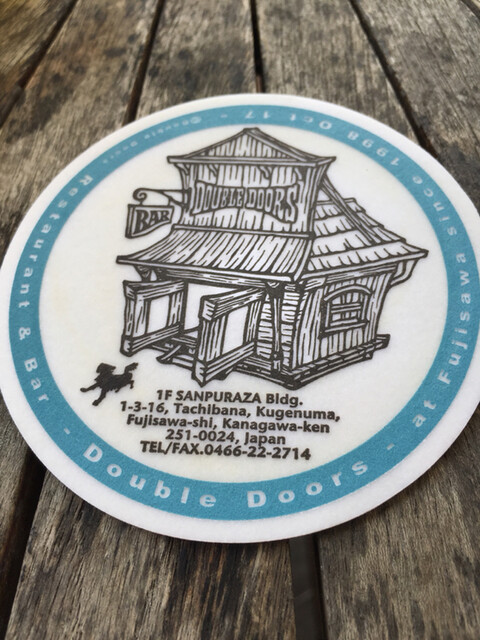 DOUBLE DOORS
BAR
1F SANPURAZA Bldg.
1-3-16, Tachibana, Kugenuma,
Fujisawa-shi, Kanagawa-ken
251-0024, Japan
TEL/FAX.0466-22-2714
Restaurant & Bar - Double Doors - at Fujisawa since 1998 Oct 17 -